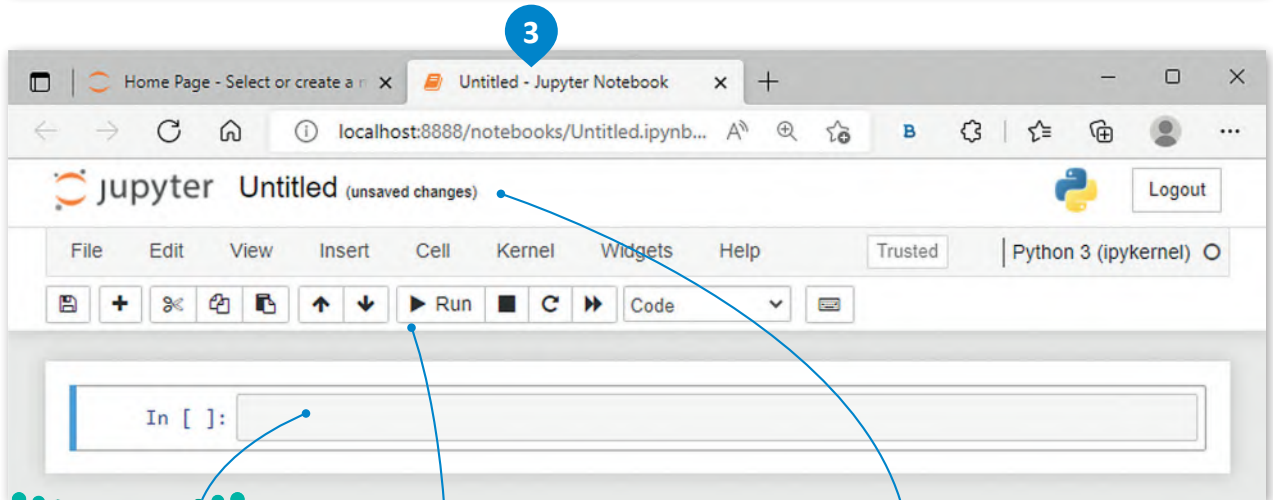 3
Home Page - Select or create a n
Untitled - Jupyter Notebook
localhost:8888/notebooks/Untitled.ipynb...
jupyter Untitled (unsaved changes)
Logout
File Edit View Insert Cell Kernel Widgets Help Trusted Python 3 (ipykernel)
Run Code
In [ ]: